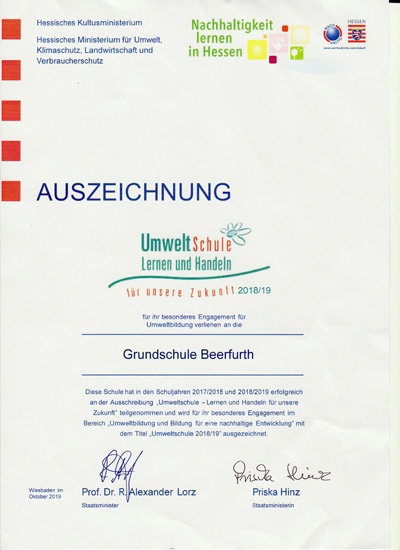 Hessisches Kultusministerium
Hessisches Ministerium für Umwelt,
Klimaschutz, Landwirtschaft und
Verbraucherschutz
Nachhaltigkeit
lernen
in Hessen
HESSEN
AUSZEICHNUNG
UmweltSchule
Lernen und Handeln
für unsere Zukunft 2018/19
für ihr besonderes Engagement für
Umweltbildung verliehen an die
Grundschule Beerfurth
Diese Schule hat in den Schuljahren 2017/2018 und 2018/2019 erfolgreich
an der Ausschreibung „Umweltschule – Lernen und Handeln für unsere
Zukunft" teilgenommen und wird für ihr besonderes Engagement im
Bereich „Umweltbildung und Bildung für eine nachhaltige Entwicklung" mit
dem Titel „Umweltschule 2018/19" ausgezeichnet.
Priska Hinz
Wiesbaden im
Oktober 2019
Prof. Dr. R. Alexander Lorz
Staatsminister
Priska Hinz
Staatsministerin